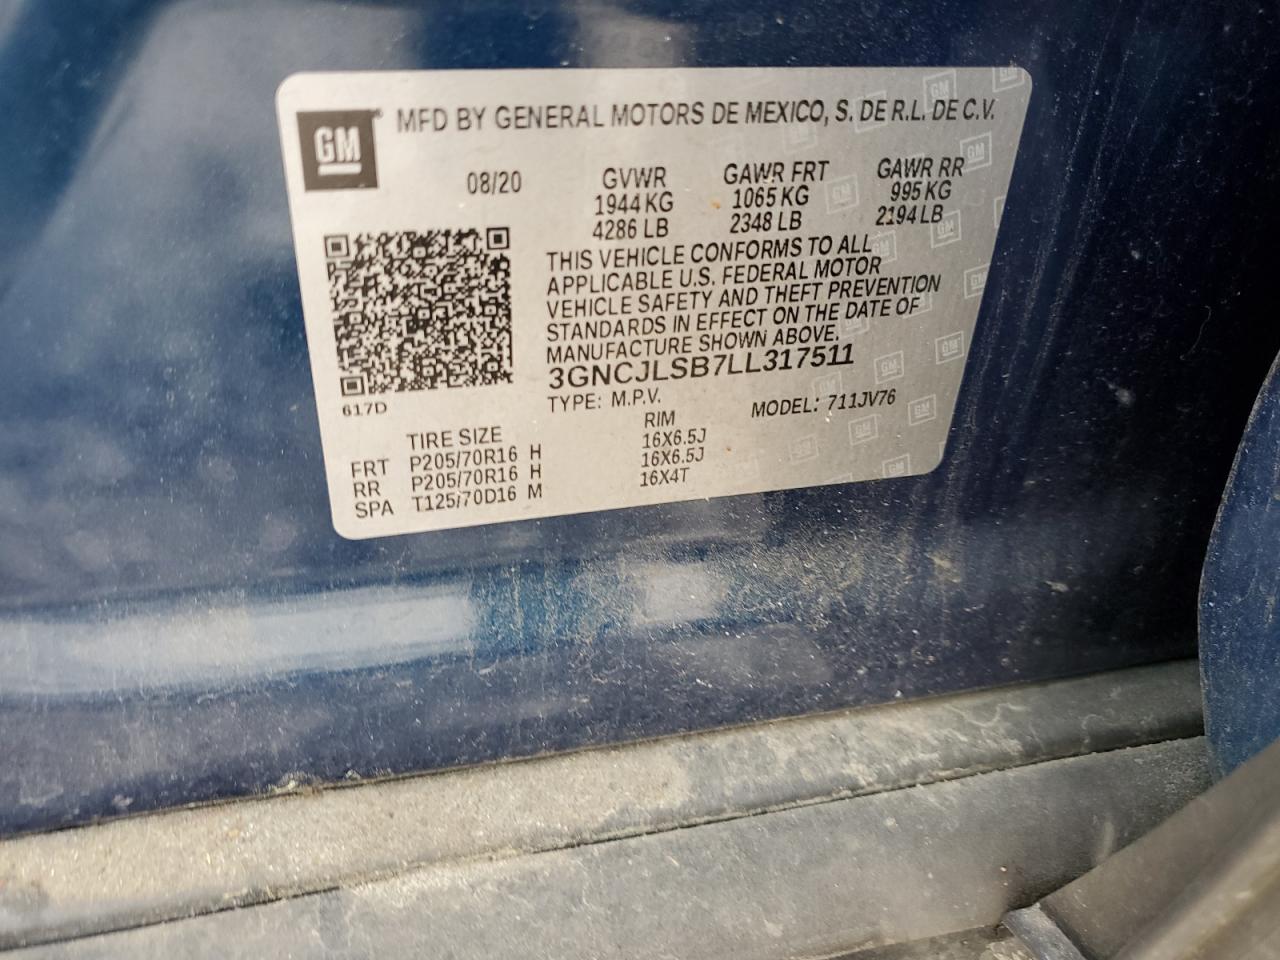 GM
MFD BY GENERAL MOTORS DE MEXICO, S. DE R.L. DE C.V.
08/20 GVWR GAWR FRT GAWR RR
1944 KG 1065 KG 995 KG
4286 LB 2348 LB 2194 LB
THIS VEHICLE CONFORMS TO ALL
APPLICABLE U.S. FEDERAL MOTOR
VEHICLE SAFETY AND THEFT PREVENTION
STANDARDS IN EFFECT ON THE DATE OF
MANUFACTURE SHOWN ABOVE.
3GNCJLSB7LL317511
617D
TYPE: M.P.V. MODEL: 711JV76
TIRE SIZE RIM
FRT P205/70R16 H 16X6.5J
RR P205/70R16 H 16X6.5J
SPA T125/70D16 M 16X4T